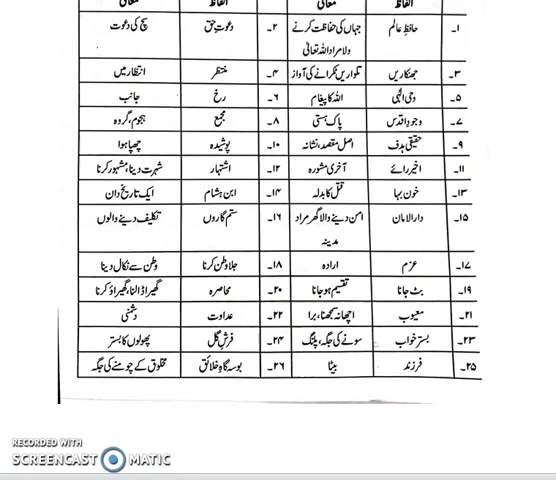 الفاظ معانی الفاظ معانی
۱۔ حافظ عالم جہاں کی حفاظت کرنے ۲۔ دعوتِ حق سچ کی دعوت
والا مراد اللہ تعالیٰ
۳۔ جھنکاریں تلواریں ٹکرانے کی آواز ۴۔ منتظر انتظار میں
۵۔ وحی الٰہی اللہ کا پیغام ۶۔ رخ جانب
۷۔ وجودِ اقدس پاک ہستی ۸۔ مجمع ہجوم، گروہ
۹۔ حقیقی ہدف اصل مقصد، نشانہ ۱۰۔ پوشیدہ چھپا ہوا
۱۱۔ اخیر رائے آخری مشورہ ۱۲۔ اشتہار شہرت دینا، مشہور کرنا
۱۳۔ خون بہا قتل کا بدلہ ۱۴۔ ابن ہشام ایک تاریخ دان
۱۵۔ دارالامان امن دینے والا گھر مراد ۱۶۔ ستم گاروں تکلیف دینے والوں
مدینہ
۱۷۔ عزم ارادہ ۱۸۔ جلا وطن کرنا وطن سے نکال دینا
۱۹۔ بٹ جانا تقسیم ہو جانا ۲۰۔ محاصرہ گھیرا ڈالنا، گھیراؤ کرنا
۲۱۔ معیوب اچھا نہ سمجھنا، برا ۲۲۔ عداوت دشمنی
۲۳۔ بستر خواب سونے کی جگہ، پلنگ ۲۴۔ فرشِ گل پھولوں کا بستر
۲۵۔ فرزند بیٹا ۲۶۔ بوسہ گاہِ خلائق مخلوق کے چومنے کی جگہ
RECORDED WITH
SCREENCAST MATIC